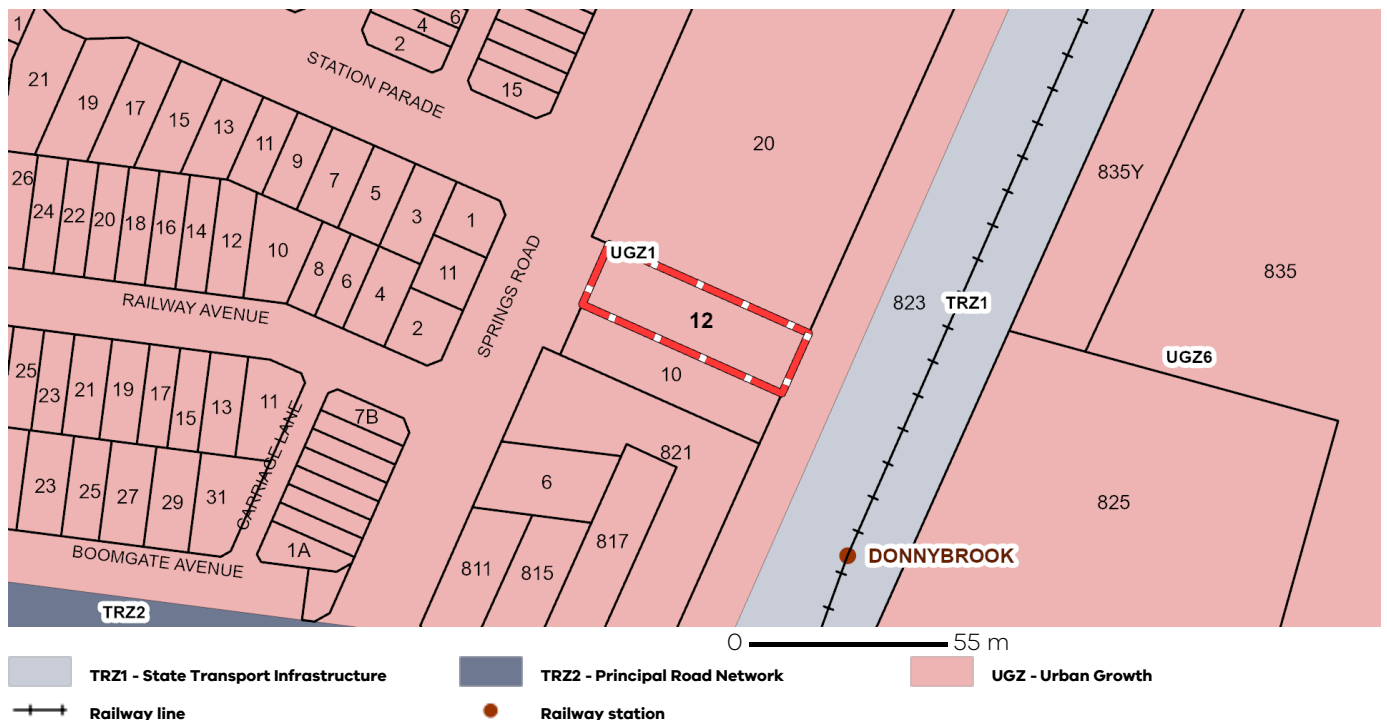 1
21
19
17
15
13
11
9
7
5
3
1
2
4
6
15
STATION PARADE
20
835Y
835
26
24
22
20
18
16
14
12
10
8
6
4
11
2
RAILWAY AVENUE
SPRINGS ROAD
UGZ1
12
10
823
TRZ1
UGZ6
25
23
21
19
17
15
13
11
CARRIAGE LANE
7B
821
6
817
825
23
25
27
29
31
1A
811
815
DONNYBROOK
BOOMGATE AVENUE
TRZ2
0 55 m
TRZ1 - State Transport Infrastructure
TRZ2 - Principal Road Network
UGZ - Urban Growth
Railway line
Railway station